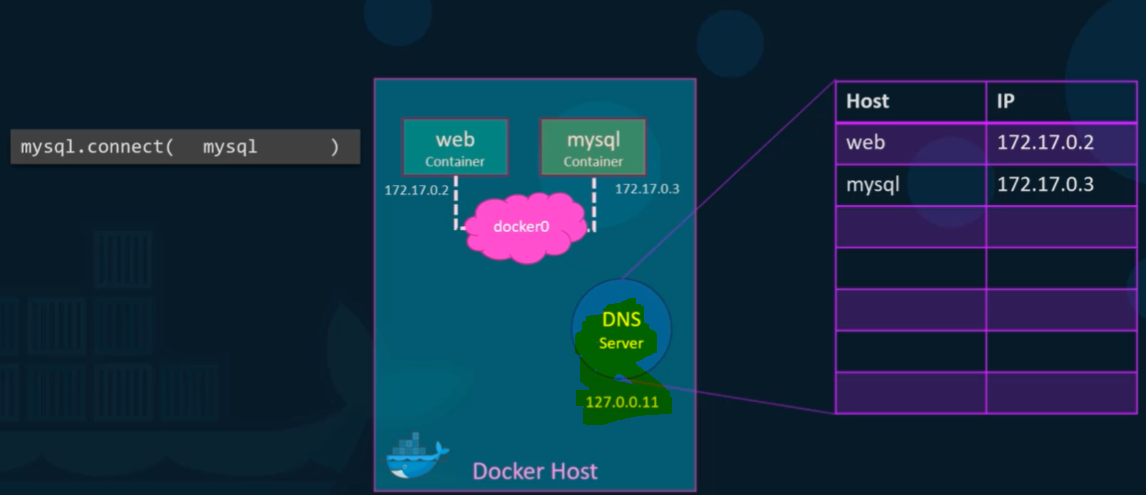 mysql.connect( mysql )
web
Container
172.17.0.2
mysql
Container
172.17.0.3
docker0
DNS
Server
127.0.0.11
Docker Host
Host IP
web 172.17.0.2
mysql 172.17.0.3